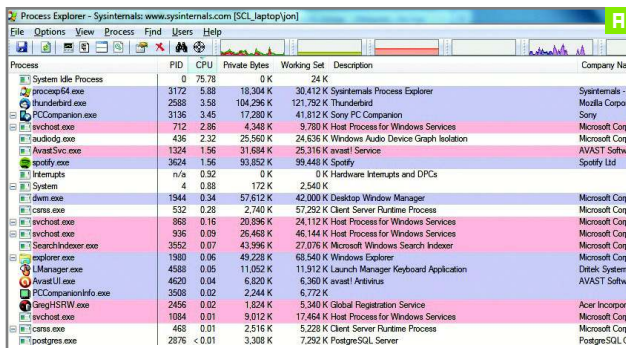 Process Explorer - Sysinternals: www.sysinternals.com [SCL_laptop\jon]
File Options View Process Find Users Help
Process PID CPU Private Bytes Working Set Description Company Na
System Idle Process 0 75.78 0 K 24 K
procexp64.exe 3172 5.88 18,304 K 30,412 K Sysinternals Process Explorer Sysinternals -
thunderbird.exe 2588 3.58 104,296 K 121,792 K Thunderbird Mozilla Corpo
PCCompanion.exe 3136 3.45 17,280 K 41,812 K Sony PC Companion Sony
svchost.exe 712 2.86 4,348 K 9,780 K Host Process for Windows Services Microsoft Corp
audiodg.exe 436 2.32 25,560 K 24,636 K Windows Audio Device Graph Isolation Microsoft Corp
AvastSvc.exe 1324 1.56 31,684 K 25,316 K avast! Service AVAST Softw
spotify.exe 3624 1.56 93,852 K 99,448 K Spotify Spotify Ltd
Interrupts n/a 0.92 0 K 0 K Hardware Interrupts and DPCs
System 4 0.88 172 K 2,540 K
dwm.exe 1944 0.34 57,612 K 42,000 K Desktop Window Manager Microsoft Corp
csrss.exe 532 0.28 2,740 K 57,292 K Client Server Runtime Process Microsoft Corp
svchost.exe 868 0.16 20,896 K 24,112 K Host Process for Windows Services Microsoft Corp
svchost.exe 936 0.09 26,468 K 46,144 K Host Process for Windows Services Microsoft Corp
SearchIndexer.exe 3552 0.07 43,996 K 27,076 K Microsoft Windows Search Indexer Microsoft Corp
explorer.exe 1980 0.06 49,228 K 68,540 K Windows Explorer Microsoft Corp
LManager.exe 4588 0.05 11,052 K 11,912 K Launch Manager Keyboard Application Dritek System
AvastUI.exe 4620 0.04 6,820 K 6,360 K avast! Antivirus AVAST Softw
PCCompanionInfo.exe 3508 0.02 2,244 K 6,772 K
GregHSRW.exe 2456 0.02 1,824 K 5,340 K Global Registration Service Acer Incorpor
svchost.exe 1084 0.01 9,012 K 17,464 K Host Process for Windows Services Microsoft Corp
csrss.exe 468 0.01 2,516 K 5,228 K Client Server Runtime Process Microsoft Corp
postgres.exe 2876 < 0.01 3,308 K 7,292 K PostgreSQL Server PostgreSQL G